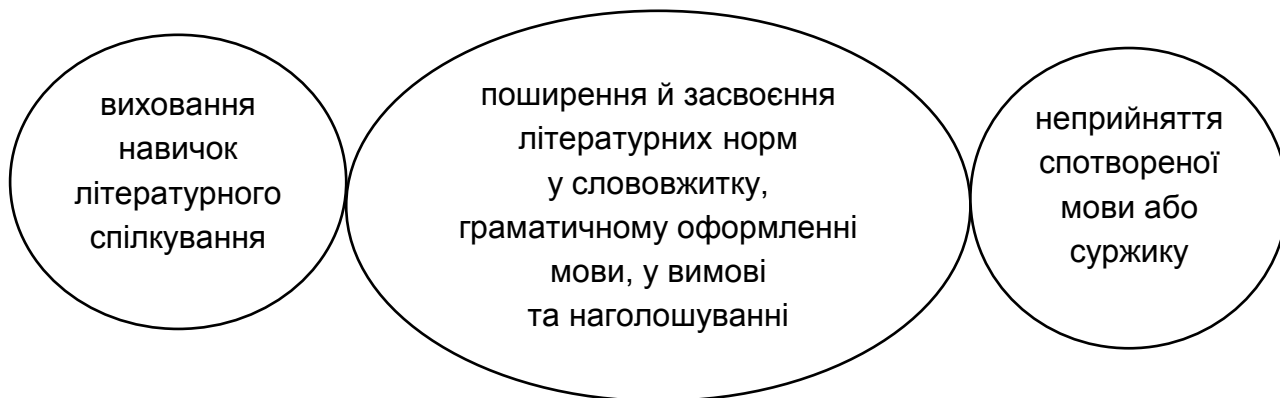 виховання
навичок
літературного
спілкування
поширення й засвоєння
літературних норм
у слововжитку,
граматичному оформленні
мови, у вимові
та наголошуванні
неприйняття
спотвореної
мови або
суржику